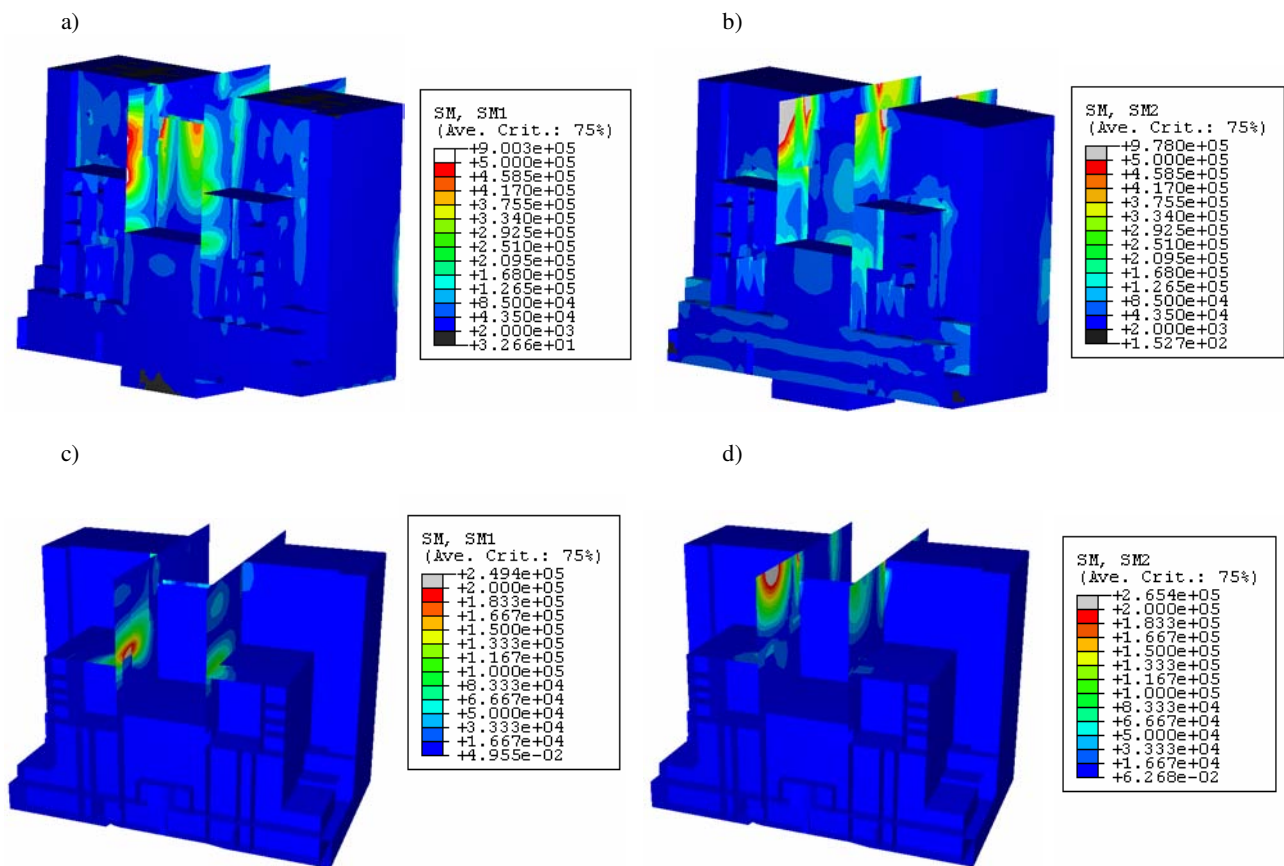 a)
b)
SM, SM1
(Ave. Crit.: 75%)
+9.003e+05
+5.000e+05
+4.585e+05
+4.170e+05
+3.755e+05
+3.340e+05
+2.925e+05
+2.510e+05
+2.095e+05
+1.680e+05
+1.265e+05
+8.500e+04
+4.350e+04
+2.000e+03
+3.266e+01
SM, SM2
(Ave. Crit.: 75%)
+9.780e+05
+5.000e+05
+4.585e+05
+4.170e+05
+3.755e+05
+3.340e+05
+2.925e+05
+2.510e+05
+2.095e+05
+1.680e+05
+1.265e+05
+8.500e+04
+4.350e+04
+2.000e+03
+1.527e+02
c)
d)
SM, SM1
(Ave. Crit.: 75%)
+2.494e+05
+2.000e+05
+1.833e+05
+1.667e+05
+1.500e+05
+1.333e+05
+1.167e+05
+1.000e+05
+8.333e+04
+6.667e+04
+5.000e+04
+3.333e+04
+1.667e+04
+4.955e-02
SM, SM2
(Ave. Crit.: 75%)
+2.654e+05
+2.000e+05
+1.833e+05
+1.667e+05
+1.500e+05
+1.333e+05
+1.167e+05
+1.000e+05
+8.333e+04
+6.667e+04
+5.000e+04
+3.333e+04
+1.667e+04
+6.268e-02